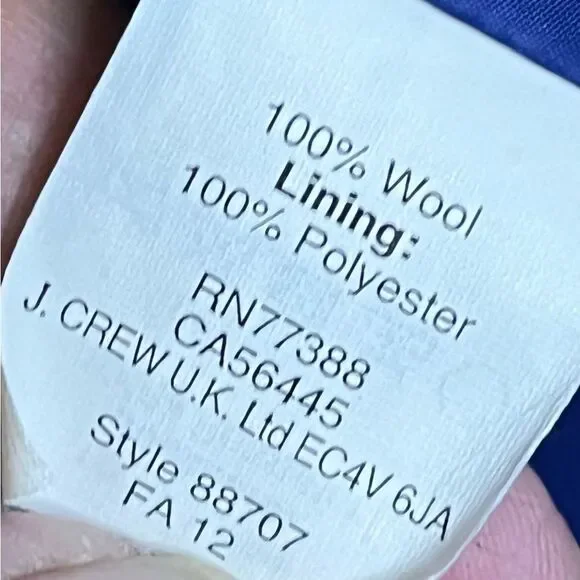 100% Wool
Lining:
100% Polyester
RN77388
CA56445
J. CREW U.K. Ltd EC4V 6JA
Style 88707
FA 12